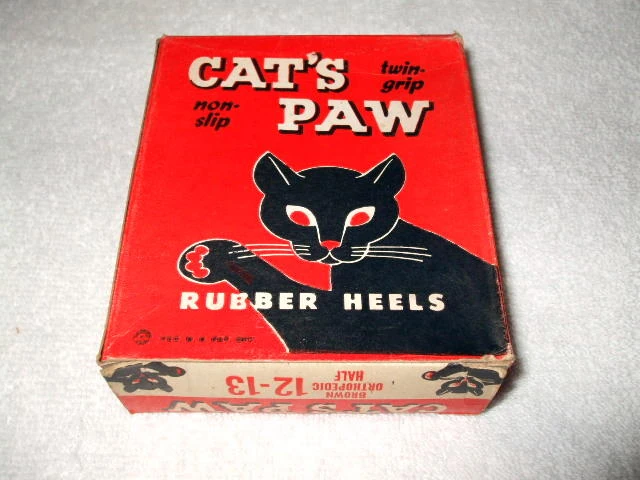 CAT'S
twin-
grip
non-
slip
PAW
RUBBER HEELS
BROWN
ORTHOPEDIC
HALF
12-13
CAT'S PAW